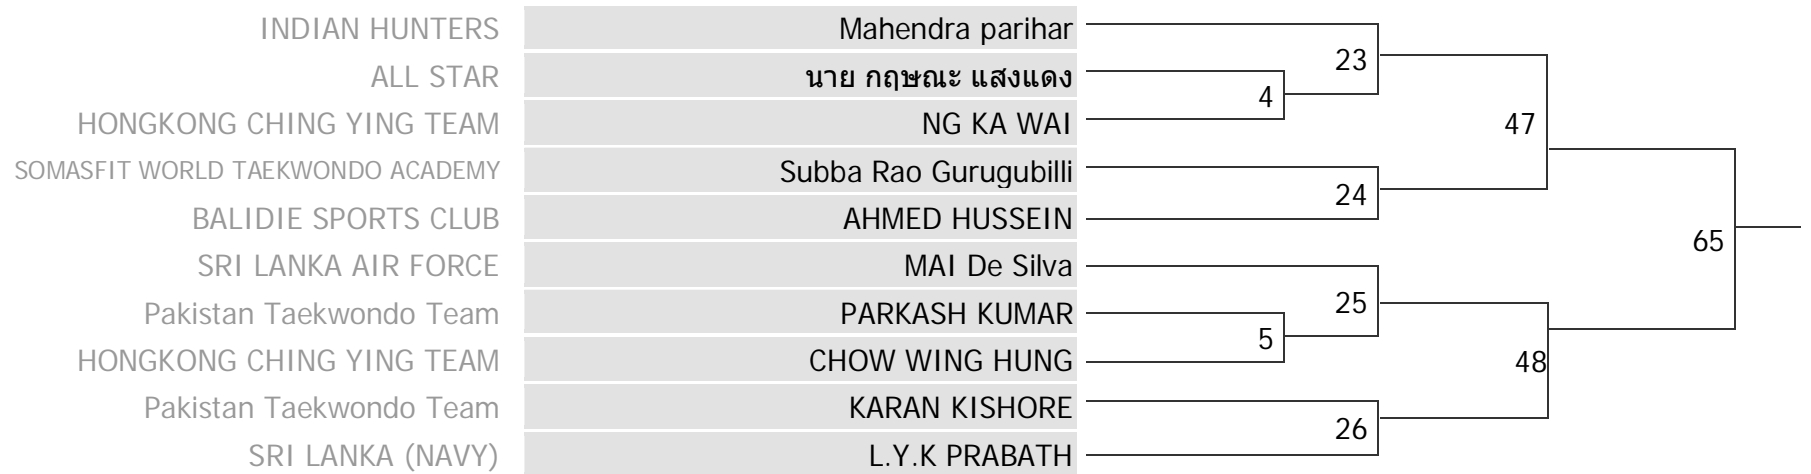 INDIAN HUNTERS Mahendra parihar
23
ALL STAR นาย กฤษณะ แสงแดง
4
HONGKONG CHING YING TEAM NG KA WAI
47
SOMASFIT WORLD TAEKWONDO ACADEMY Subba Rao Gurugubilli
24
BALIDIE SPORTS CLUB AHMED HUSSEIN
65
SRI LANKA AIR FORCE MAI De Silva
25
Pakistan Taekwondo Team PARKASH KUMAR
5
HONGKONG CHING YING TEAM CHOW WING HUNG
48
Pakistan Taekwondo Team KARAN KISHORE
26
SRI LANKA (NAVY) L.Y.K PRABATH